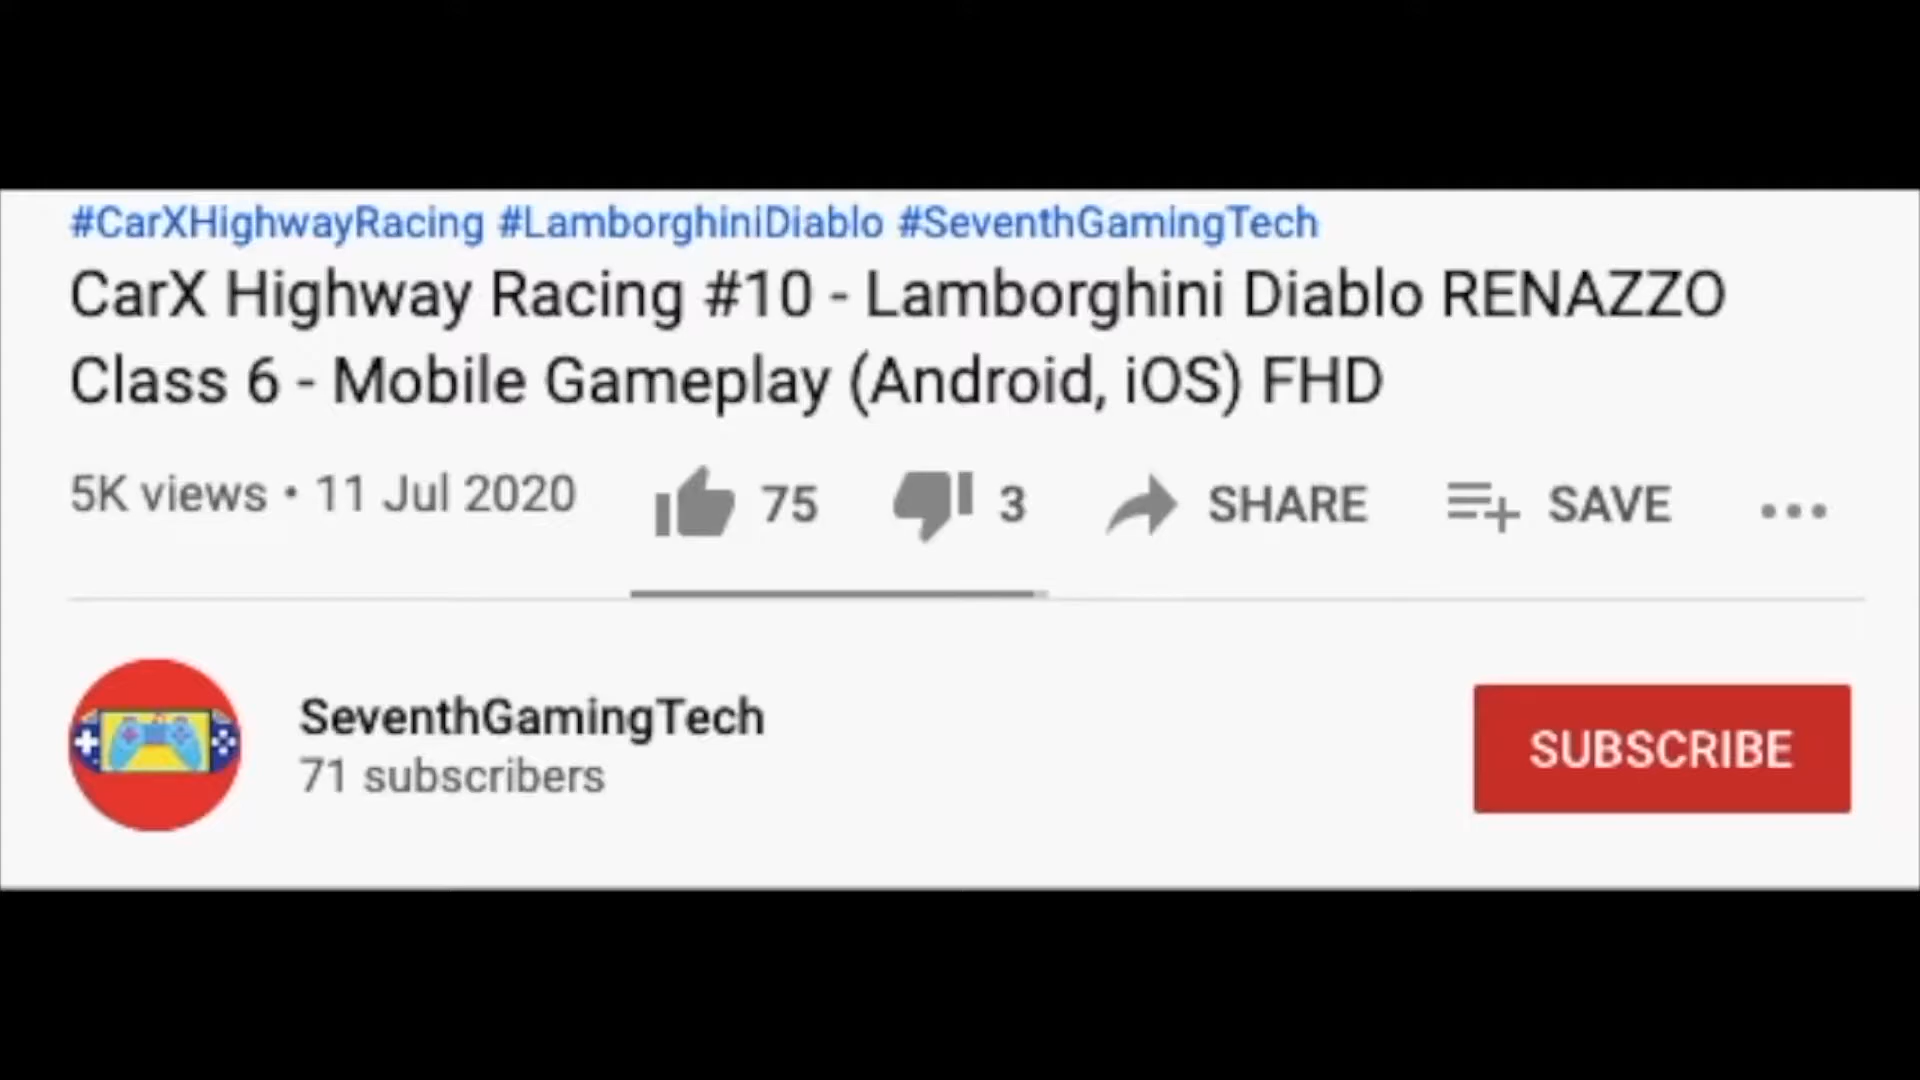 #CarXHighwayRacing #LamborghiniDiablo #SeventhGamingTech
CarX Highway Racing #10 - Lamborghini Diablo RENAZZO
Class 6 - Mobile Gameplay (Android, iOS) FHD
5K views • 11 Jul 2020 75 3 SHARE SAVE ...
SeventhGamingTech
71 subscribers
SUBSCRIBE